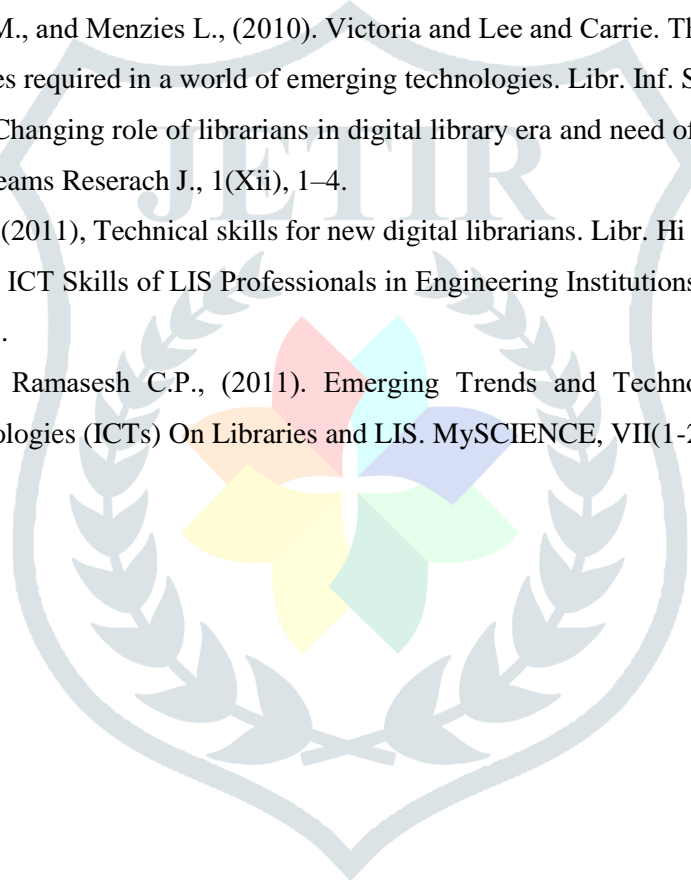 M., and Menzies L., (2010). Victoria and Lee and Carrie. Th
es required in a world of emerging technologies. Libr. Inf. S
Changing role of librarians in digital library era and need of
eams Reserach J., 1(Xii), 1–4.
(2011), Technical skills for new digital librarians. Libr. Hi
ICT Skills of LIS Professionals in Engineering Institutions
.
Ramasesh C.P., (2011). Emerging Trends and Techno
ologies (ICTs) On Libraries and LIS. MySCIENCE, VII(1-2
JETIR